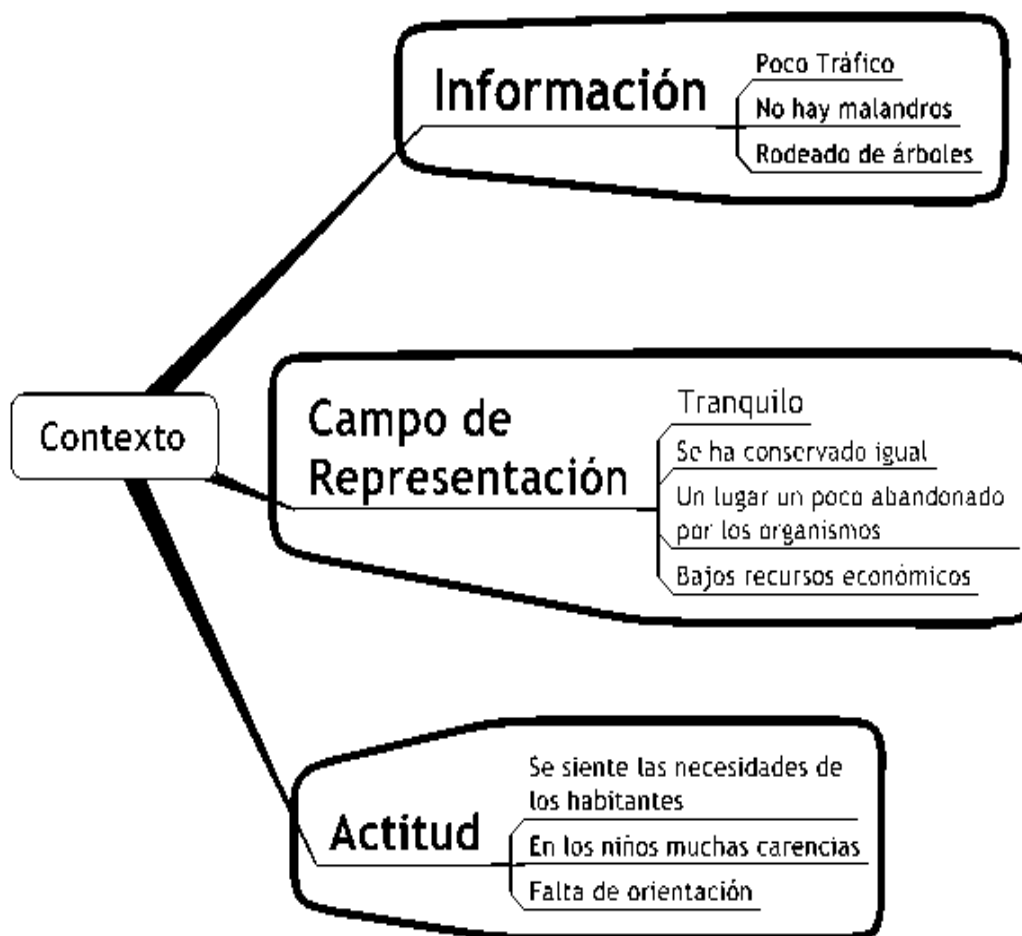 Información
Poco Tráfico
No hay malandros
Rodeado de árboles
Contexto
Campo de
Representación
Tranquilo
Se ha conservado igual
Un lugar un poco abandonado
por los organismos
Bajos recursos económicos
Actitud
Se siente las necesidades de
los habitantes
En los niños muchas carencias
Falta de orientación